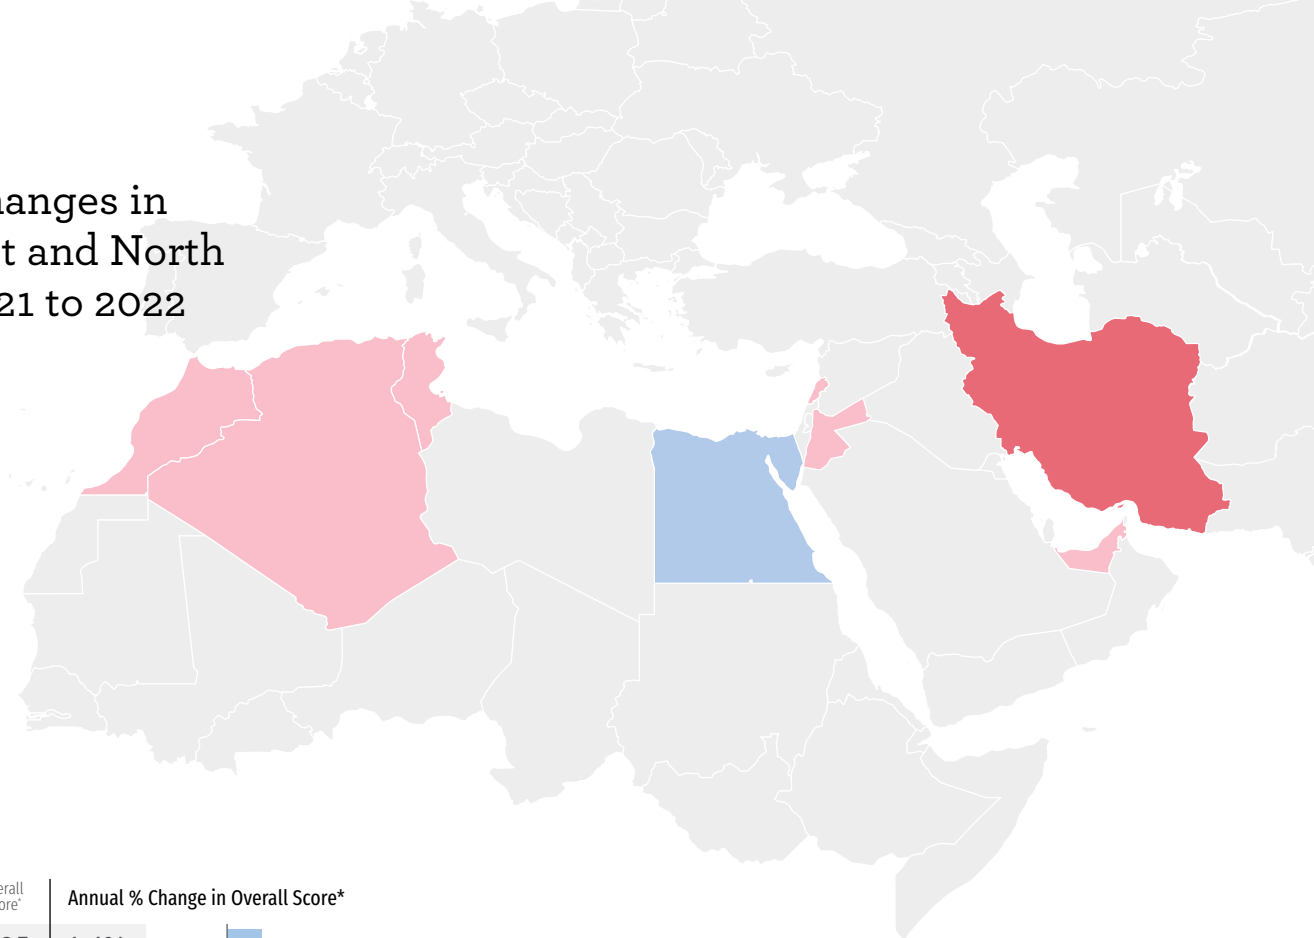 anges in
t and North
21 to 2022
erall
ore*
Annual % Change in Overall Score*